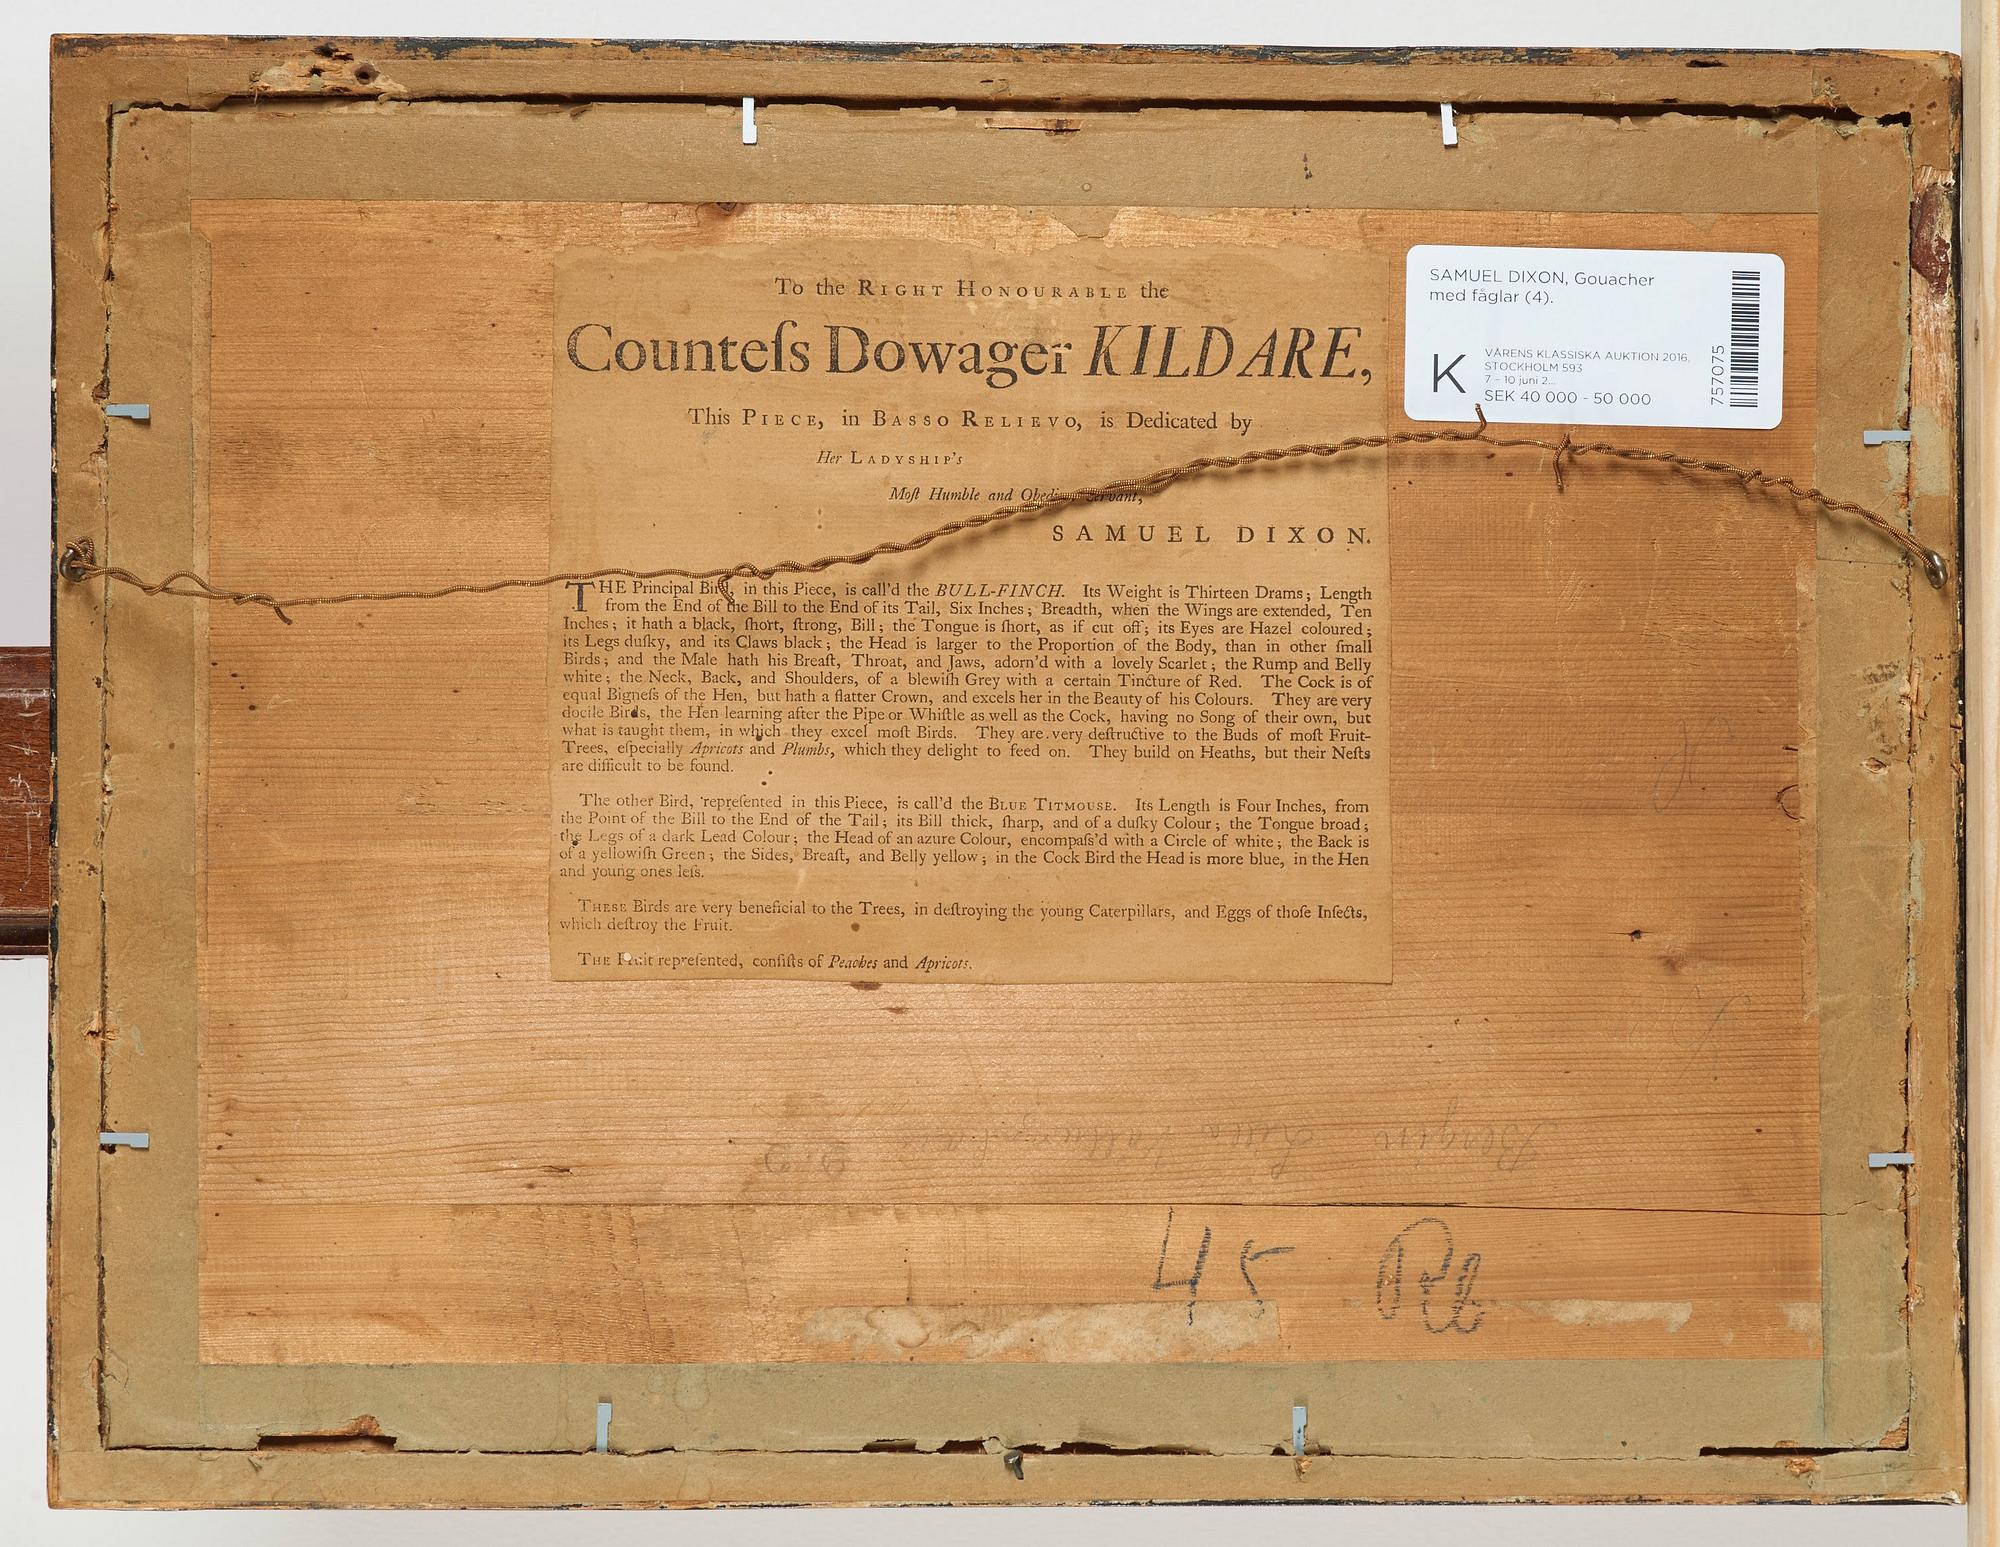 To the RIGHT HONOURABLE the
Counteſs Dowager KILDARE,
This PIECE, in BASSO RELIEVO, is Dedicated by
Her LADYSHIP's
Moſt Humble and Servant,
SAMUEL DIXON.
THE Principal Bird, in this Piece, is call'd the BULL-FINCH. Its Weight is Thirteen Drams; Length
from the End of the Bill to the End of its Tail, Six Inches; Breadth, when the Wings are extended, Ten
Inches; it hath a black, ſhort, ſtrong, Bill; the Tongue is ſhort, as if cut off; its Eyes are Hazel coloured;
its Legs duſky, and its Claws black; the Head is larger to the Proportion of the Body, than in other ſmall
Birds; and the Male hath his Breaſt, Throat, and Jaws, adorn'd with a lovely Scarlet; the Rump and Belly
white; the Neck, Back, and Shoulders, of a blewiſh Grey with a certain Tincture of Red. The Cock is of
equal Bigneſs of the Hen, but hath a flatter Crown, and excels her in the Beauty of his Colours. They are very
docile Birds, the Hen learning after the Pipe or Whiſtle as well as the Cock, having no Song of their own, but
what is taught them, in which they excel moſt Birds. They are very deſtructive to the Buds of moſt Fruit-
Trees, eſpecially Apricots and Plumbs, which they delight to feed on. They build on Heaths, but their Neſts
are difficult to be found.
The other Bird, repreſented in this Piece, is call'd the BLUE TITMOUSE. Its Length is Four Inches, from
the Point of the Bill to the End of the Tail; its Bill thick, ſharp, and of a duſky Colour; the Tongue broad;
the Legs of a dark Lead Colour; the Head of an azure Colour, encompaſs'd with a Circle of white; the Back is
of a yellowiſh Green; the Sides, Breaſt, and Belly yellow; in the Cock Bird the Head is more blue, in the Hen
and young ones leſs.
THESE Birds are very beneficial to the Trees, in deſtroying the young Caterpillars, and Eggs of thoſe Inſects,
which deſtroy the Fruit.
THE Fruit repreſented, conſiſts of Peaches and Apricots.
SAMUEL DIXON, Gouacher
med fåglar (4).
K
VÅRENS KLASSISKA AUKTION 2016,
STOCKHOLM 593
7 – 10 juni 2...
SEK 40 000 - 50 000
757075
45